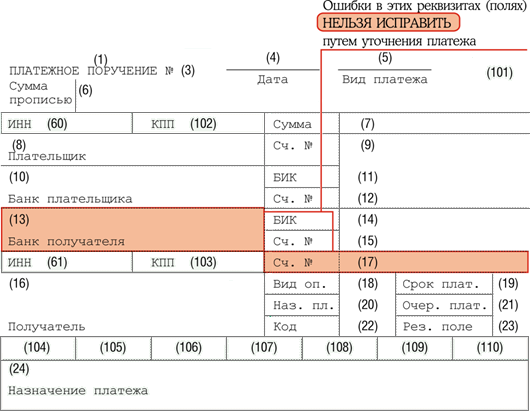 Ошибки в этих реквизитах (полях)
НЕЛЬЗЯ ИСПРАВИТЬ
путем уточнения платежа
(1)
ПЛАТЕЖНОЕ ПОРУЧЕНИЕ № (3)
(4)
Дата
(5)
Вид платежа
(101)
Сумма
прописью
(6)
ИНН (60) КПП (102) Сумма (7)
(8) Сч. № (9)
Плательщик
(10) БИК (11)
Банк плательщика Сч. № (12)
(13) БИК (14)
Банк получателя Сч. № (15)
ИНН (61) КПП (103) Сч. № (17)
(16) Вид оп. (18) Срок плат. (19)
Наз. пл. (20) Очер. плат. (21)
Получатель Код (22) Рез. поле (23)
(104) (105) (106) (107) (108) (109) (110)
(24)
Назначение платежа